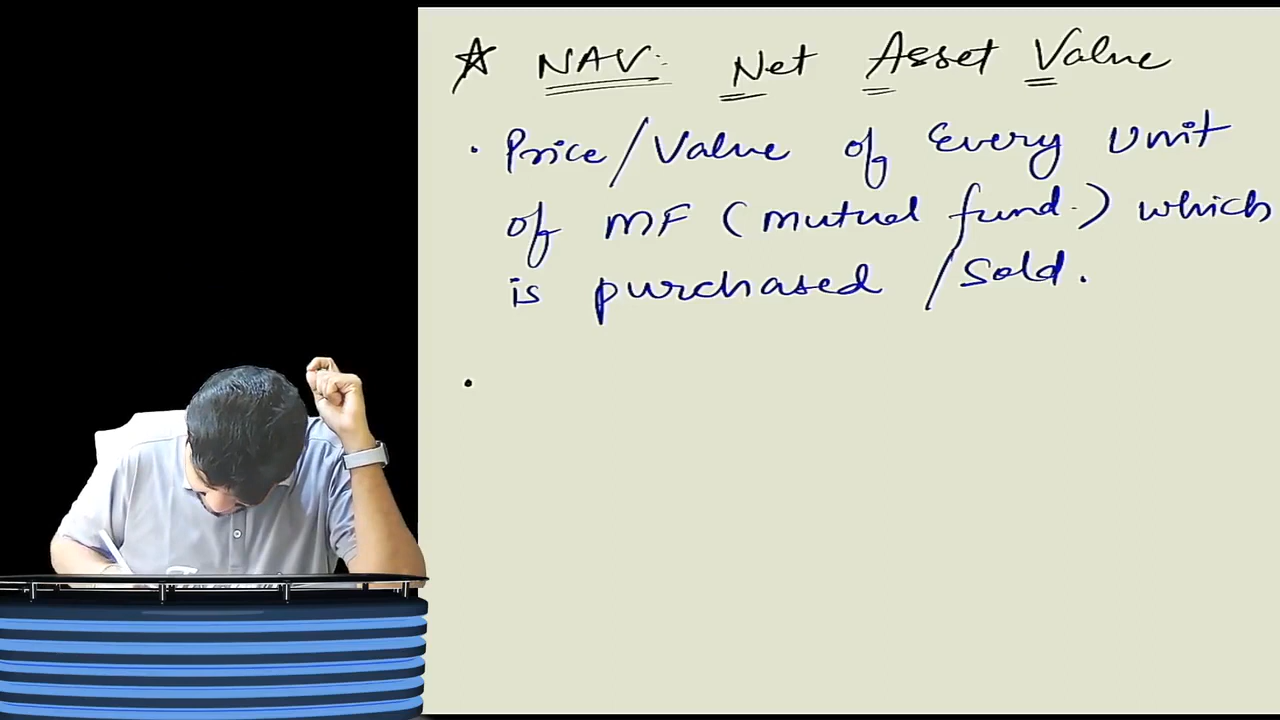 ☆ NAV: Net Asset Value
· Price/Value of Every Unit
of MF (mutual fund.) which
is purchased /Sold.
·